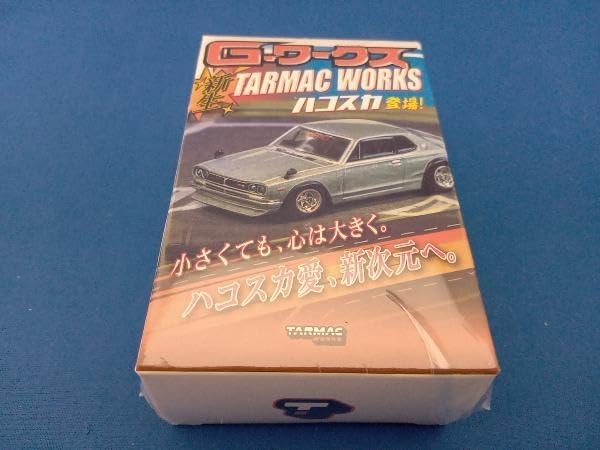 G・ワークス
新生
TARMAC WORKS
ハコスカ 登場!
小さくても、心は大きく。
ハコスカ愛、新次元へ。
TARMAC
T